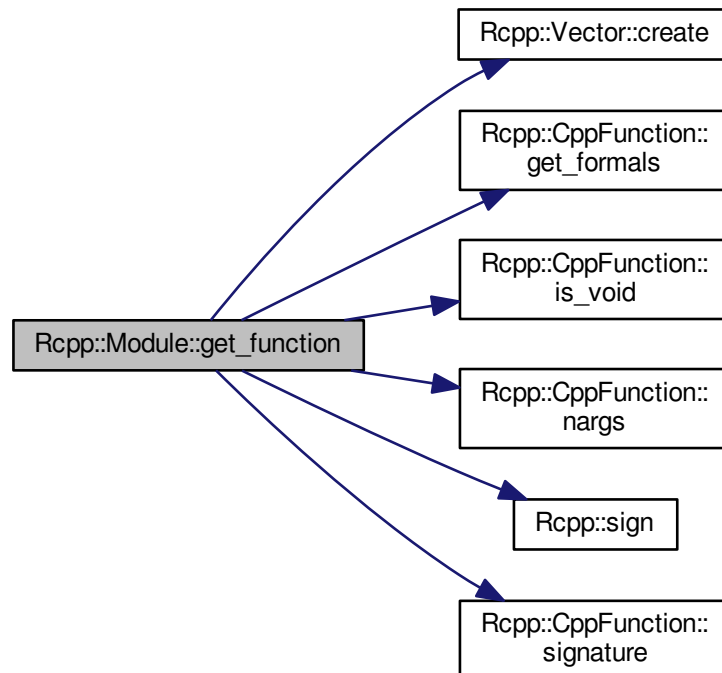 Rcpp::Vector::create
Rcpp::CppFunction::
get_formals
Rcpp::CppFunction::
is_void
Rcpp::Module::get_function
Rcpp::CppFunction::
nargs
Rcpp::sign
Rcpp::CppFunction::
signature